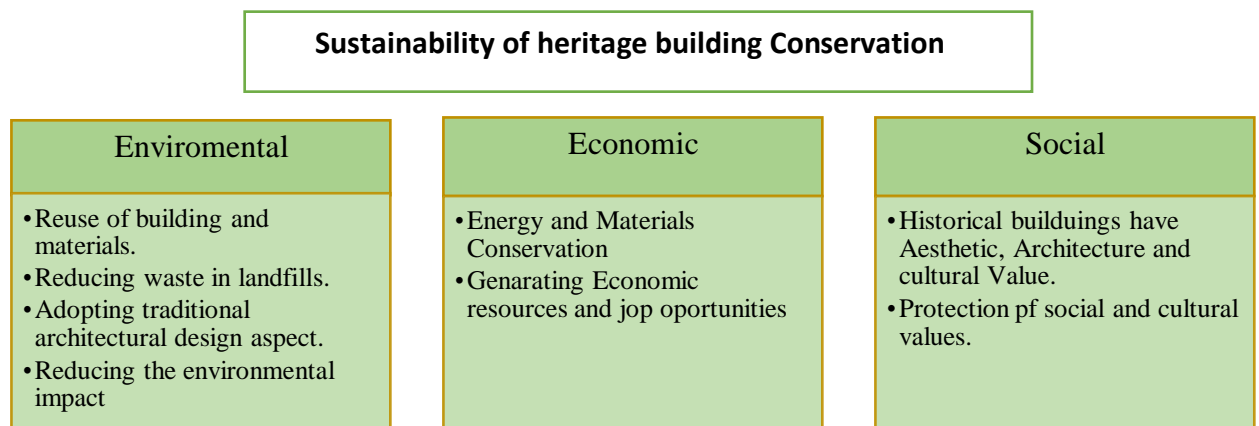 Sustainability of heritage building Conservation
Enviromental
•Reuse of building and
materials.
•Reducing waste in landfills.
•Adopting traditional
architectural design aspect.
•Reducing the environmental
impact
Economic
•Energy and Materials
Conservation
•Genarating Economic
resources and jop oportunities
Social
•Historical builduings have
Aesthetic, Architecture and
cultural Value.
•Protection pf social and cultural
values.